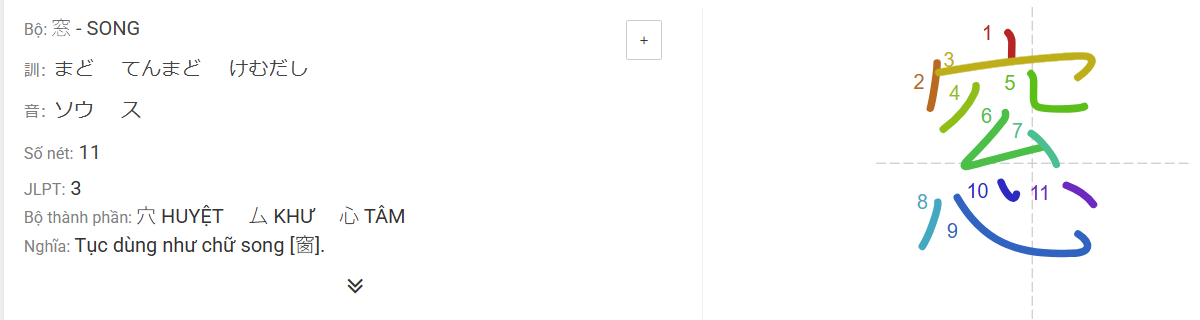 Bộ: 窓 - SONG
+
訓: まど てんまど けむだし
音: ソウ ス
Số nét: 11
JLPT: 3
Bộ thành phần: 穴 HUYỆT ム KHƯ 心 TÂM
Nghĩa: Tục dùng như chữ song [窗].
窓
1
2 3
4 5
6 7
8 9 10 11